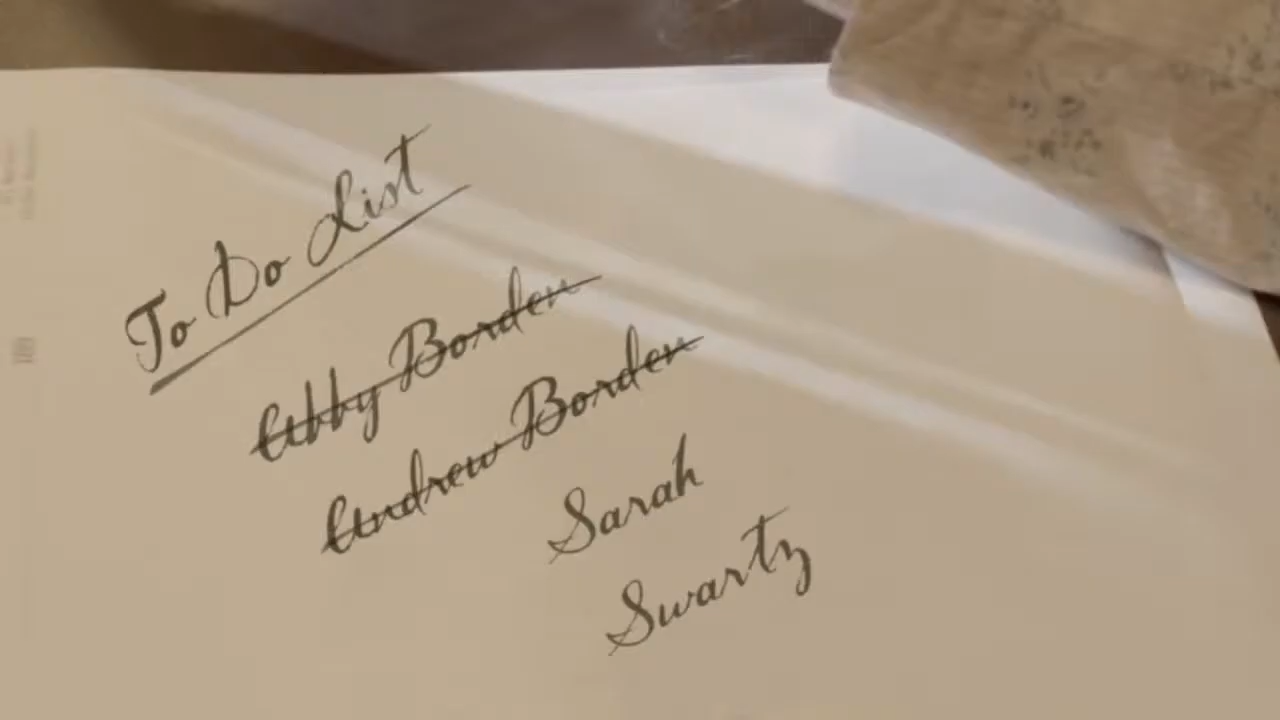 To Do List
Abby Borden
Andrew Borden
Sarah
Swartz